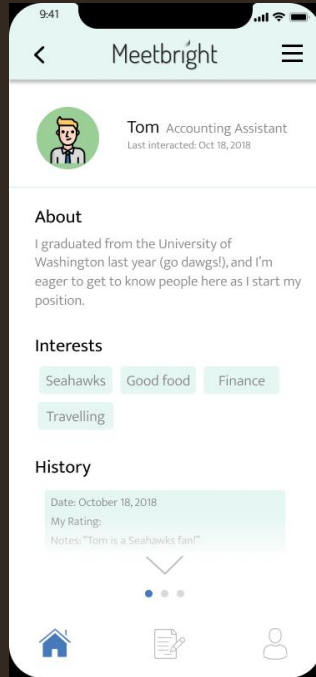 9:41
Meetbright
Tom Accounting Assistant
Last interacted: Oct 18, 2018
About
I graduated from the University of
Washington last year (go dawgs!), and I'm
eager to get to know people here as I start my
position.
Interests
Seahawks Good food Finance
Travelling
History
Date: October 18, 2018
My Rating:
Notes: "Tom is a Seahawks fan!"